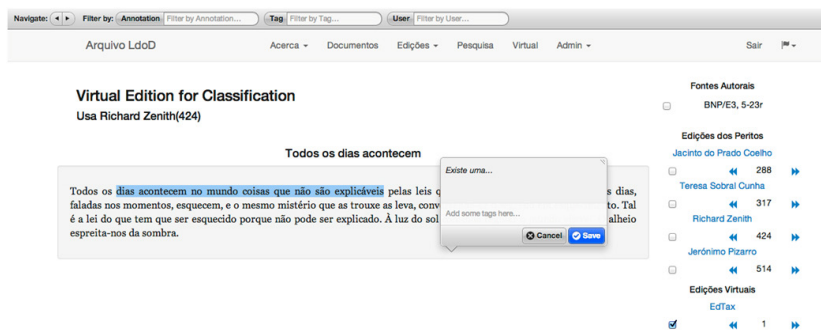 Navigate: Filter by: Annotation Filter by Annotation... Tag Filter by Tag... User Filter by User...
Arquivo LdoD Acerca Documentos Edições Pesquisa Virtual Admin Sair
Virtual Edition for Classification
Usa Richard Zenith(424)
Todos os dias acontecem
Todos os dias acontecem no mundo coisas que não são explicáveis pelas leis q s dias,
faladas nos momentos, esquecem, e o mesmo mistério que as trouxe as leva, conv to. Tal
é a lei do que tem que ser esquecido porque não pode ser explicado. À luz do sol alheio
espreita-nos da sombra.
Existe uma...
Add some tags here...
Cancel Save
Fontes Autorais
BNP/E3, 5-23r
Edições dos Peritos
Jacinto do Prado Coelho
288
Teresa Sobral Cunha
317
Richard Zenith
424
Jerónimo Pizarro
514
Edições Virtuais
EdTax
1